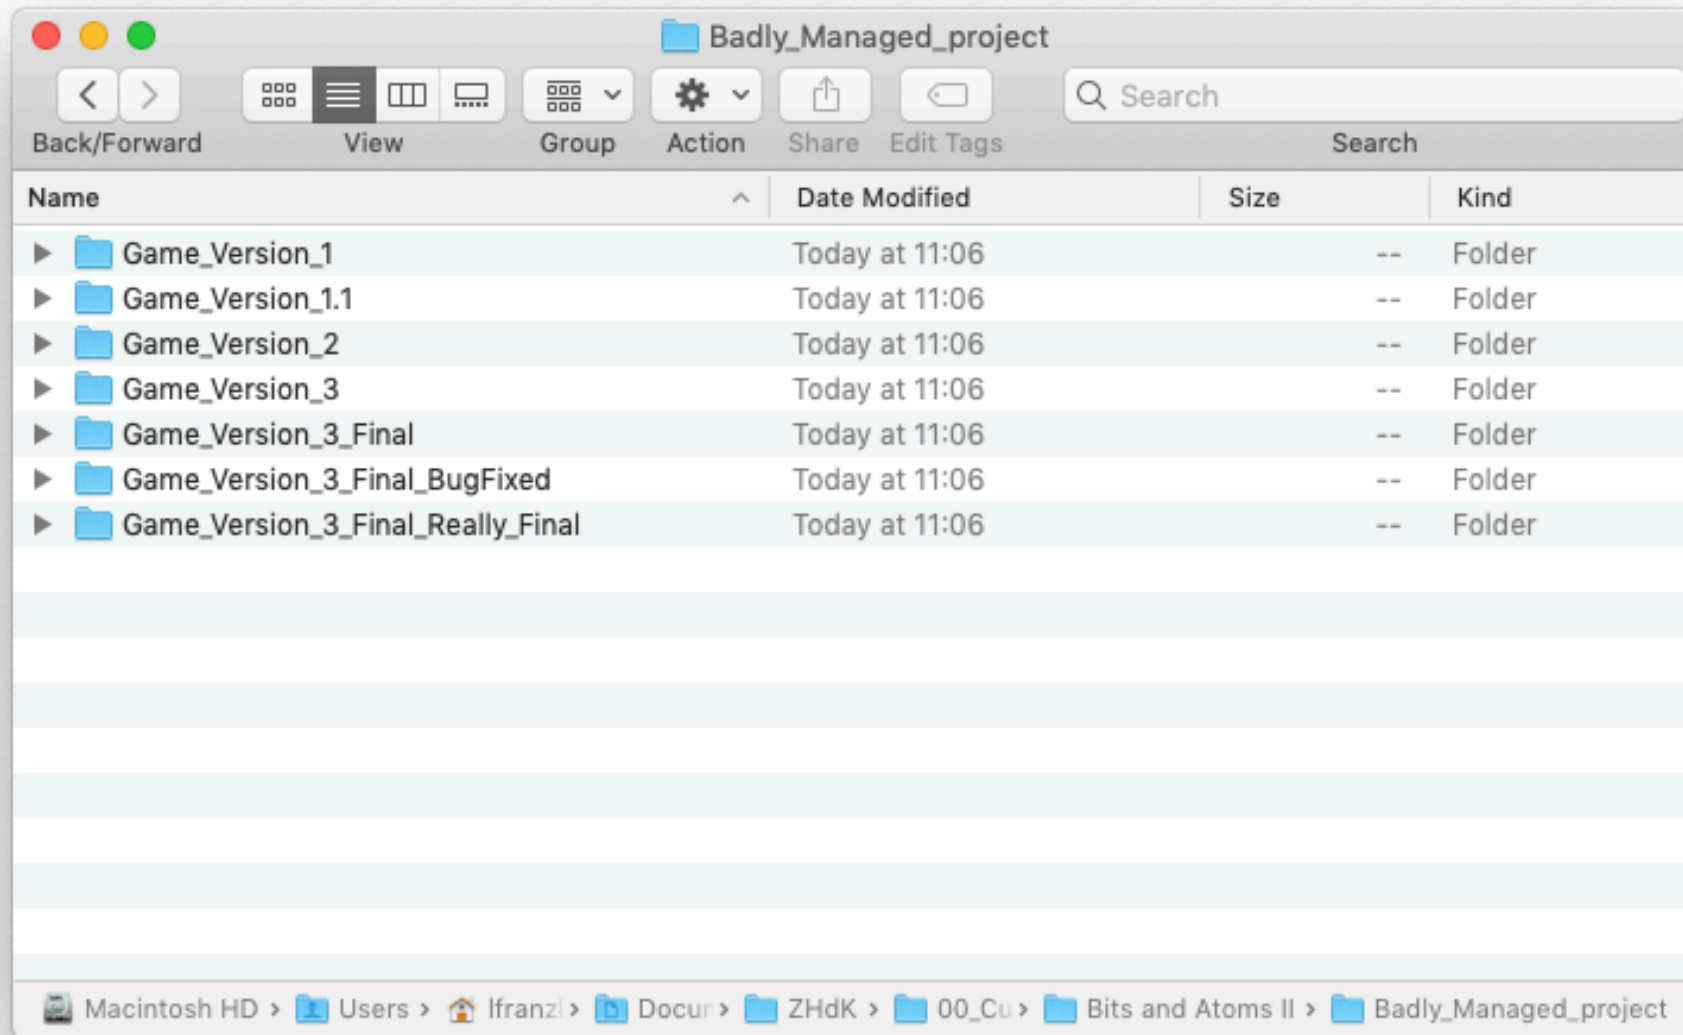 Badly_Managed_project
Search
Back/Forward View Group Action Share Edit Tags Search
Name Date Modified Size Kind
Game_Version_1 Today at 11:06 -- Folder
Game_Version_1.1 Today at 11:06 -- Folder
Game_Version_2 Today at 11:06 -- Folder
Game_Version_3 Today at 11:06 -- Folder
Game_Version_3_Final Today at 11:06 -- Folder
Game_Version_3_Final_BugFixed Today at 11:06 -- Folder
Game_Version_3_Final_Really_Final Today at 11:06 -- Folder
Macintosh HD › Users › › ZHdK › › Bits and Atoms II › Badly_Managed_project